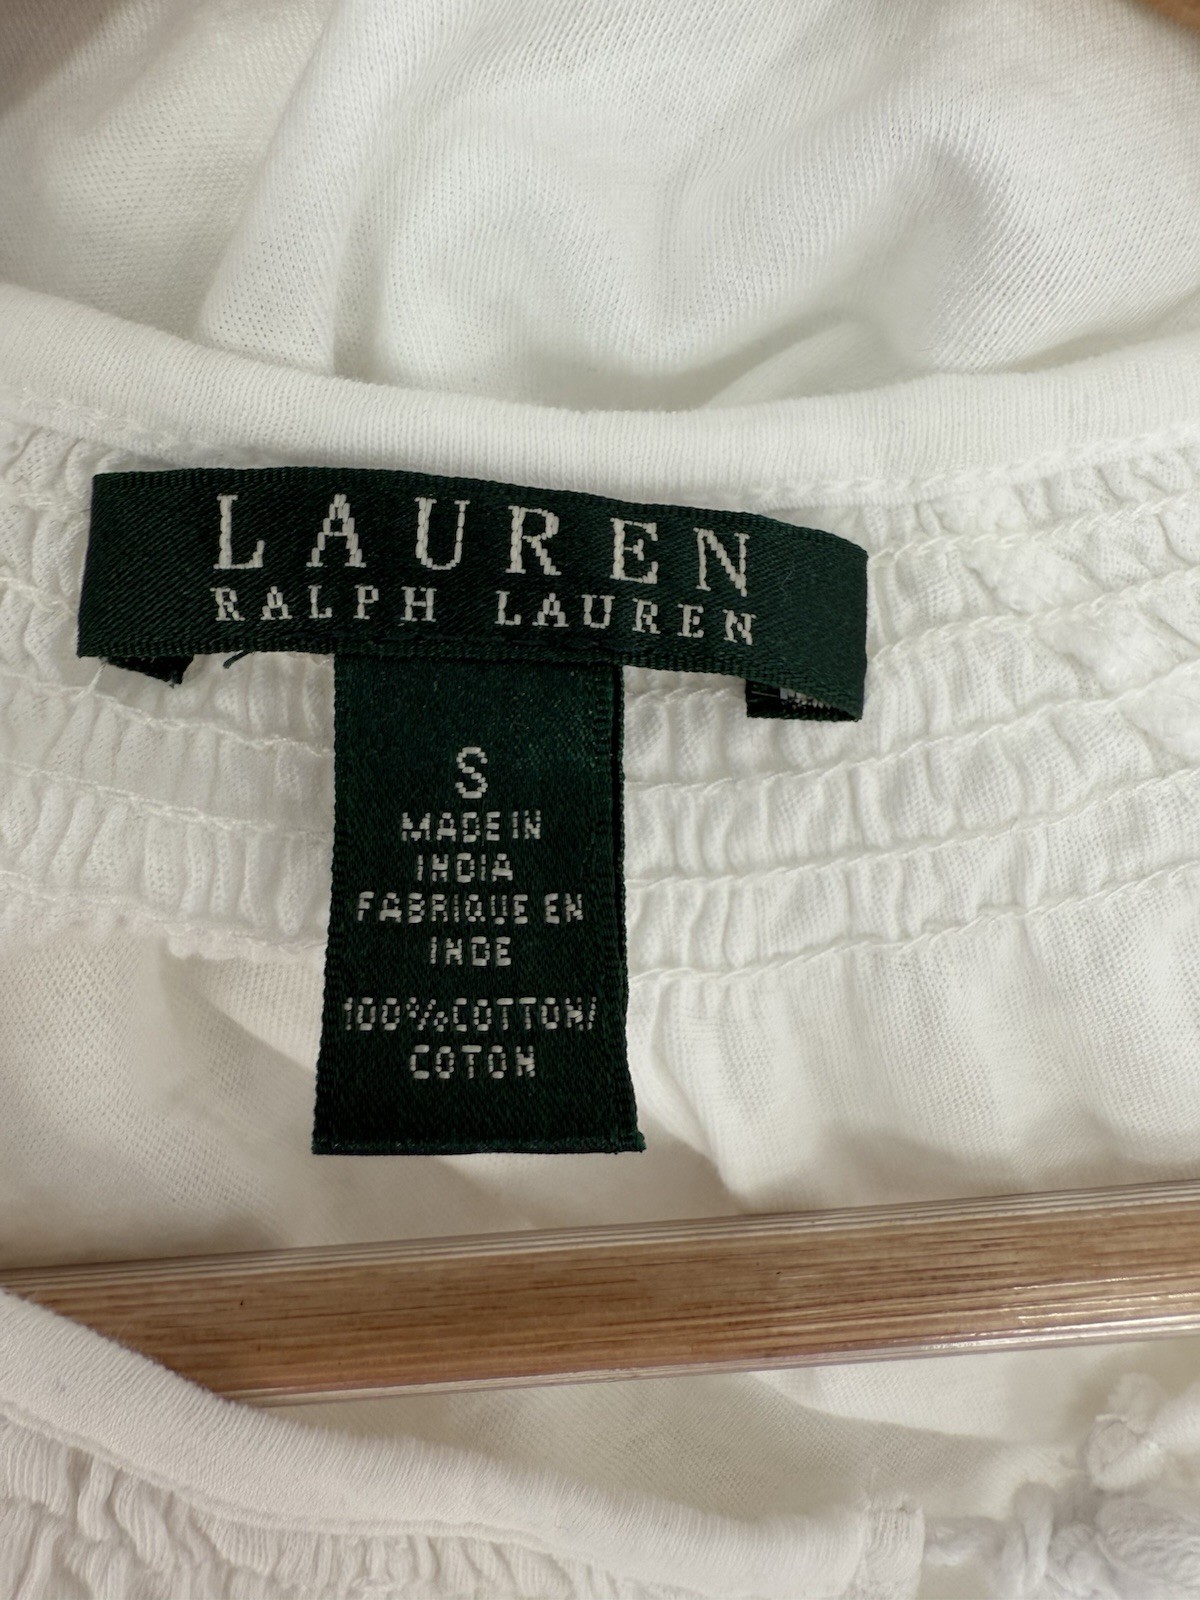 LAUREN
RALPH LAUREN
S
MADE IN
INDIA
FABRIQUE EN
INDE
100%COTTON/
COTON